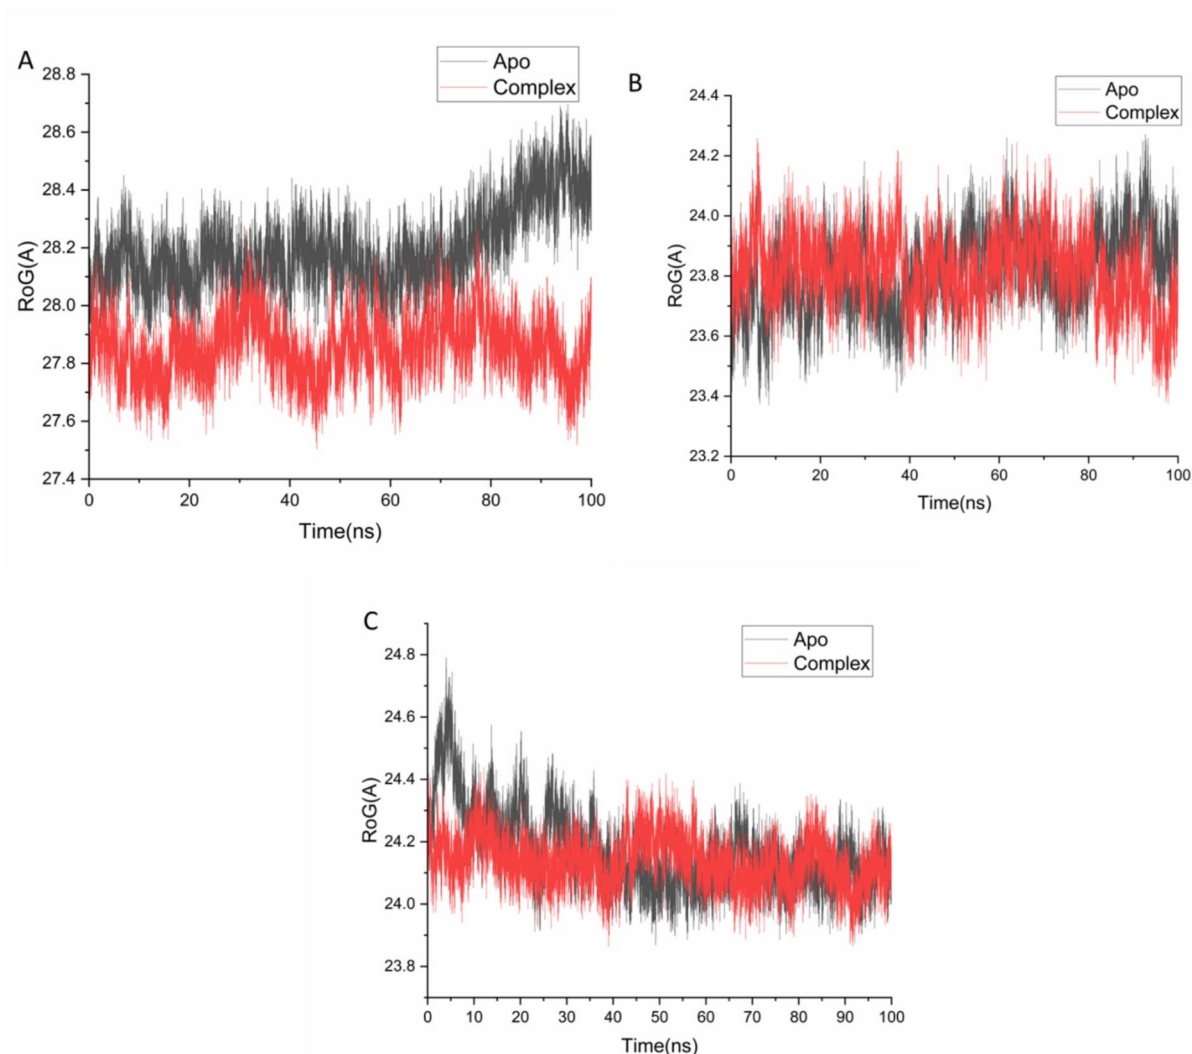 A
Apo
Complex
28.8
28.6
28.4
28.2
28.0
27.8
27.6
27.4
RoG(A)
0 20 40 60 80 100
Time(ns)
B
Apo
Complex
24.4
24.2
24.0
23.8
23.6
23.4
23.2
RoG(A)
0 20 40 60 80 100
Time(ns)
C
Apo
Complex
24.8
24.6
24.4
24.2
24.0
23.8
RoG(A)
0 10 20 30 40 50 60 70 80 90 100
Time(ns)